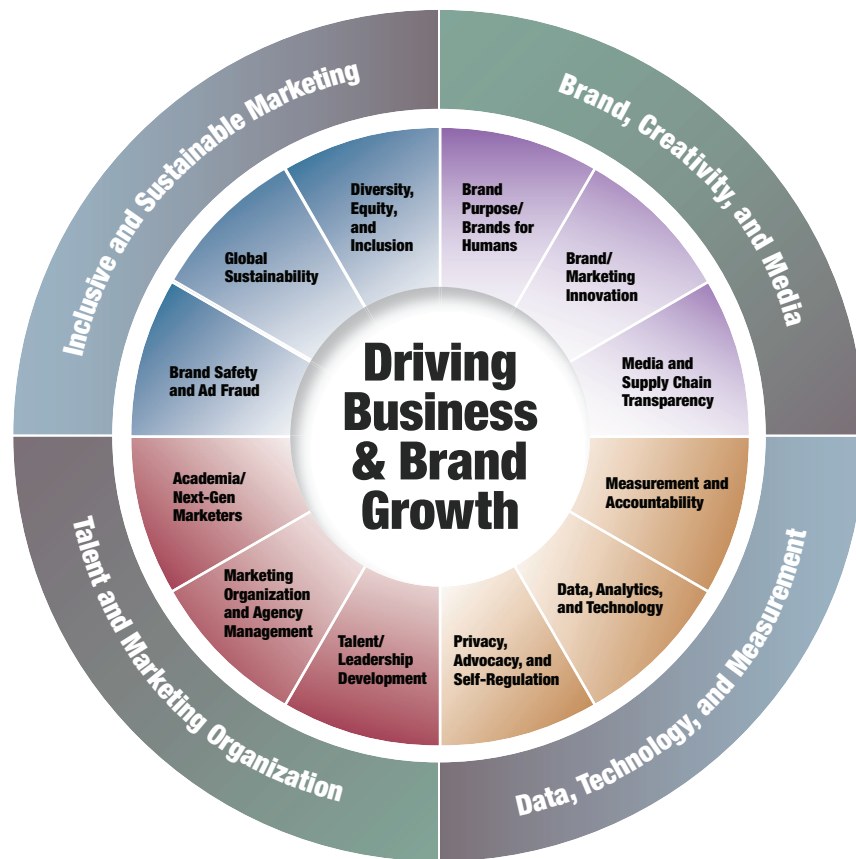 Inclusive and Sustainable Marketing
Brand, Creativity, and Media
Diversity,
Equity,
and
Inclusion
Brand
Purpose/
Brands for
Humans
Global
Sustainability
Brand/
Marketing
Innovation
Brand Safety
and Ad Fraud
Media and
Supply Chain
Transparency
Driving
Business
& Brand
Growth
Academia/
Next-Gen
Marketers
Measurement and
Accountability
Marketing
Organization
and Agency
Management
Data, Analytics,
and Technology
Talent/
Leadership
Development
Privacy,
Advocacy, and
Self-Regulation
Talent and Marketing Organization
Data, Technology, and Measurement